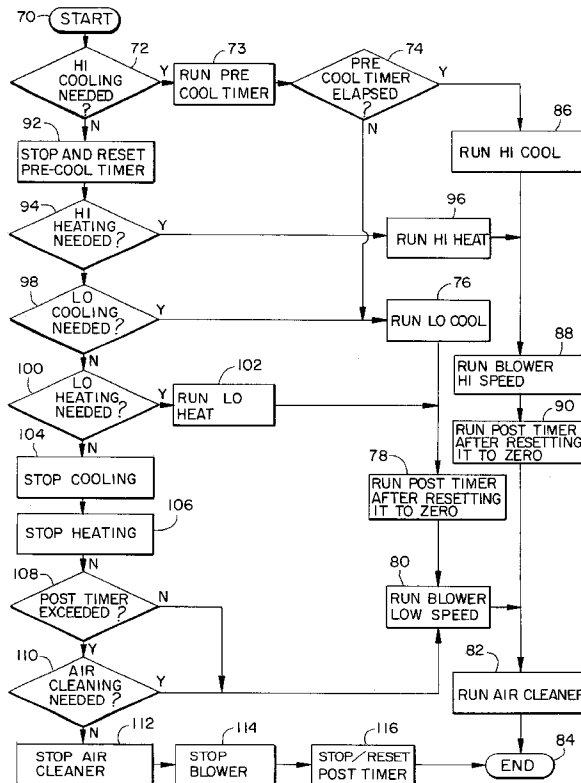 70
START
72
73
74
HI
COOLING
NEEDED
?
Y
RUN PRE
COOL TIMER
PRE
COOL TIMER
ELAPSED
?
Y
N
N
92
86
STOP AND RESET
PRE-COOL TIMER
RUN HI COOL
94
HI
HEATING
NEEDED?
Y
96
RUN HI HEAT
98
LO
COOLING
NEEDED?
Y
76
RUN LO COOL
N
88
100
LO
HEATING
NEEDED?
Y
102
RUN LO
HEAT
RUN BLOWER
HI SPEED
90
N
RUN POST TIMER
AFTER RESETTING
IT TO ZERO
104
STOP COOLING
78
RUN POST TIMER
AFTER RESETTING
IT TO ZERO
STOP HEATING
106
N
108
POST TIMER
EXCEEDED?
N
80
RUN BLOWER
LOW SPEED
Y
110
AIR
CLEANING
NEEDED?
Y
82
RUN AIR
CLEANER
N
112
114
116
84
STOP AIR
CLEANER
STOP
BLOWER
STOP/RESET
POST TIMER
END